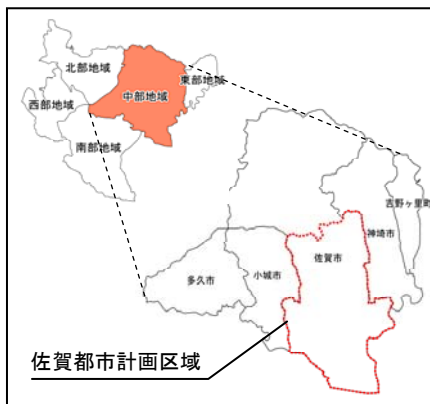 北部地域
東部地域
中部地域
西部地域
南部地域
吉野ヶ里町
神埼市
佐賀市
小城市
多久市
佐賀都市計画区域